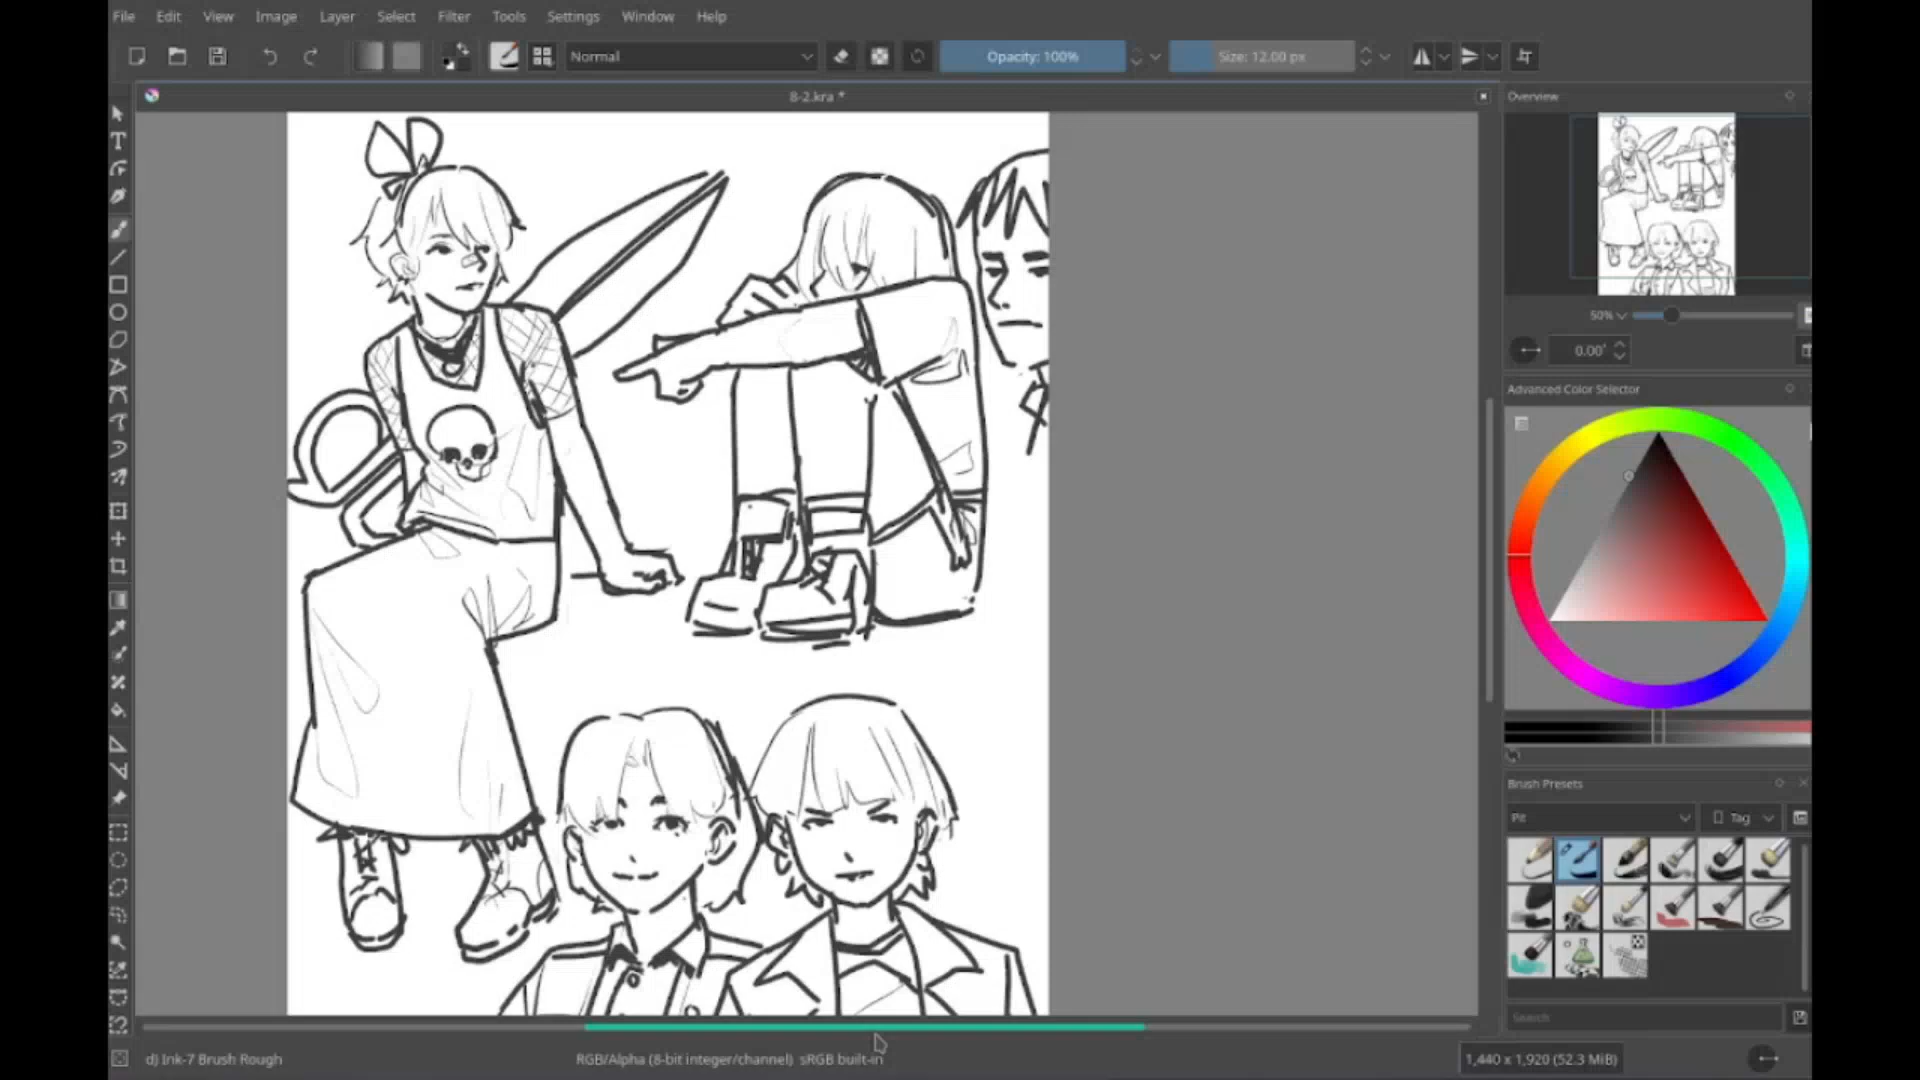 File Edit View Image Layer Select Filter Tools Settings Window Help
Normal Opacity: 100% Size: 12.00 px
8-2.kra *
Overview
50%
0.00°
Advanced Color Selector
Brush Presets
Tag
Search
d) Ink-7 Brush Rough RGB/Alpha (8-bit integer/channel) sRGB built-in 1,440 x 1,920 (52.3 MiB)